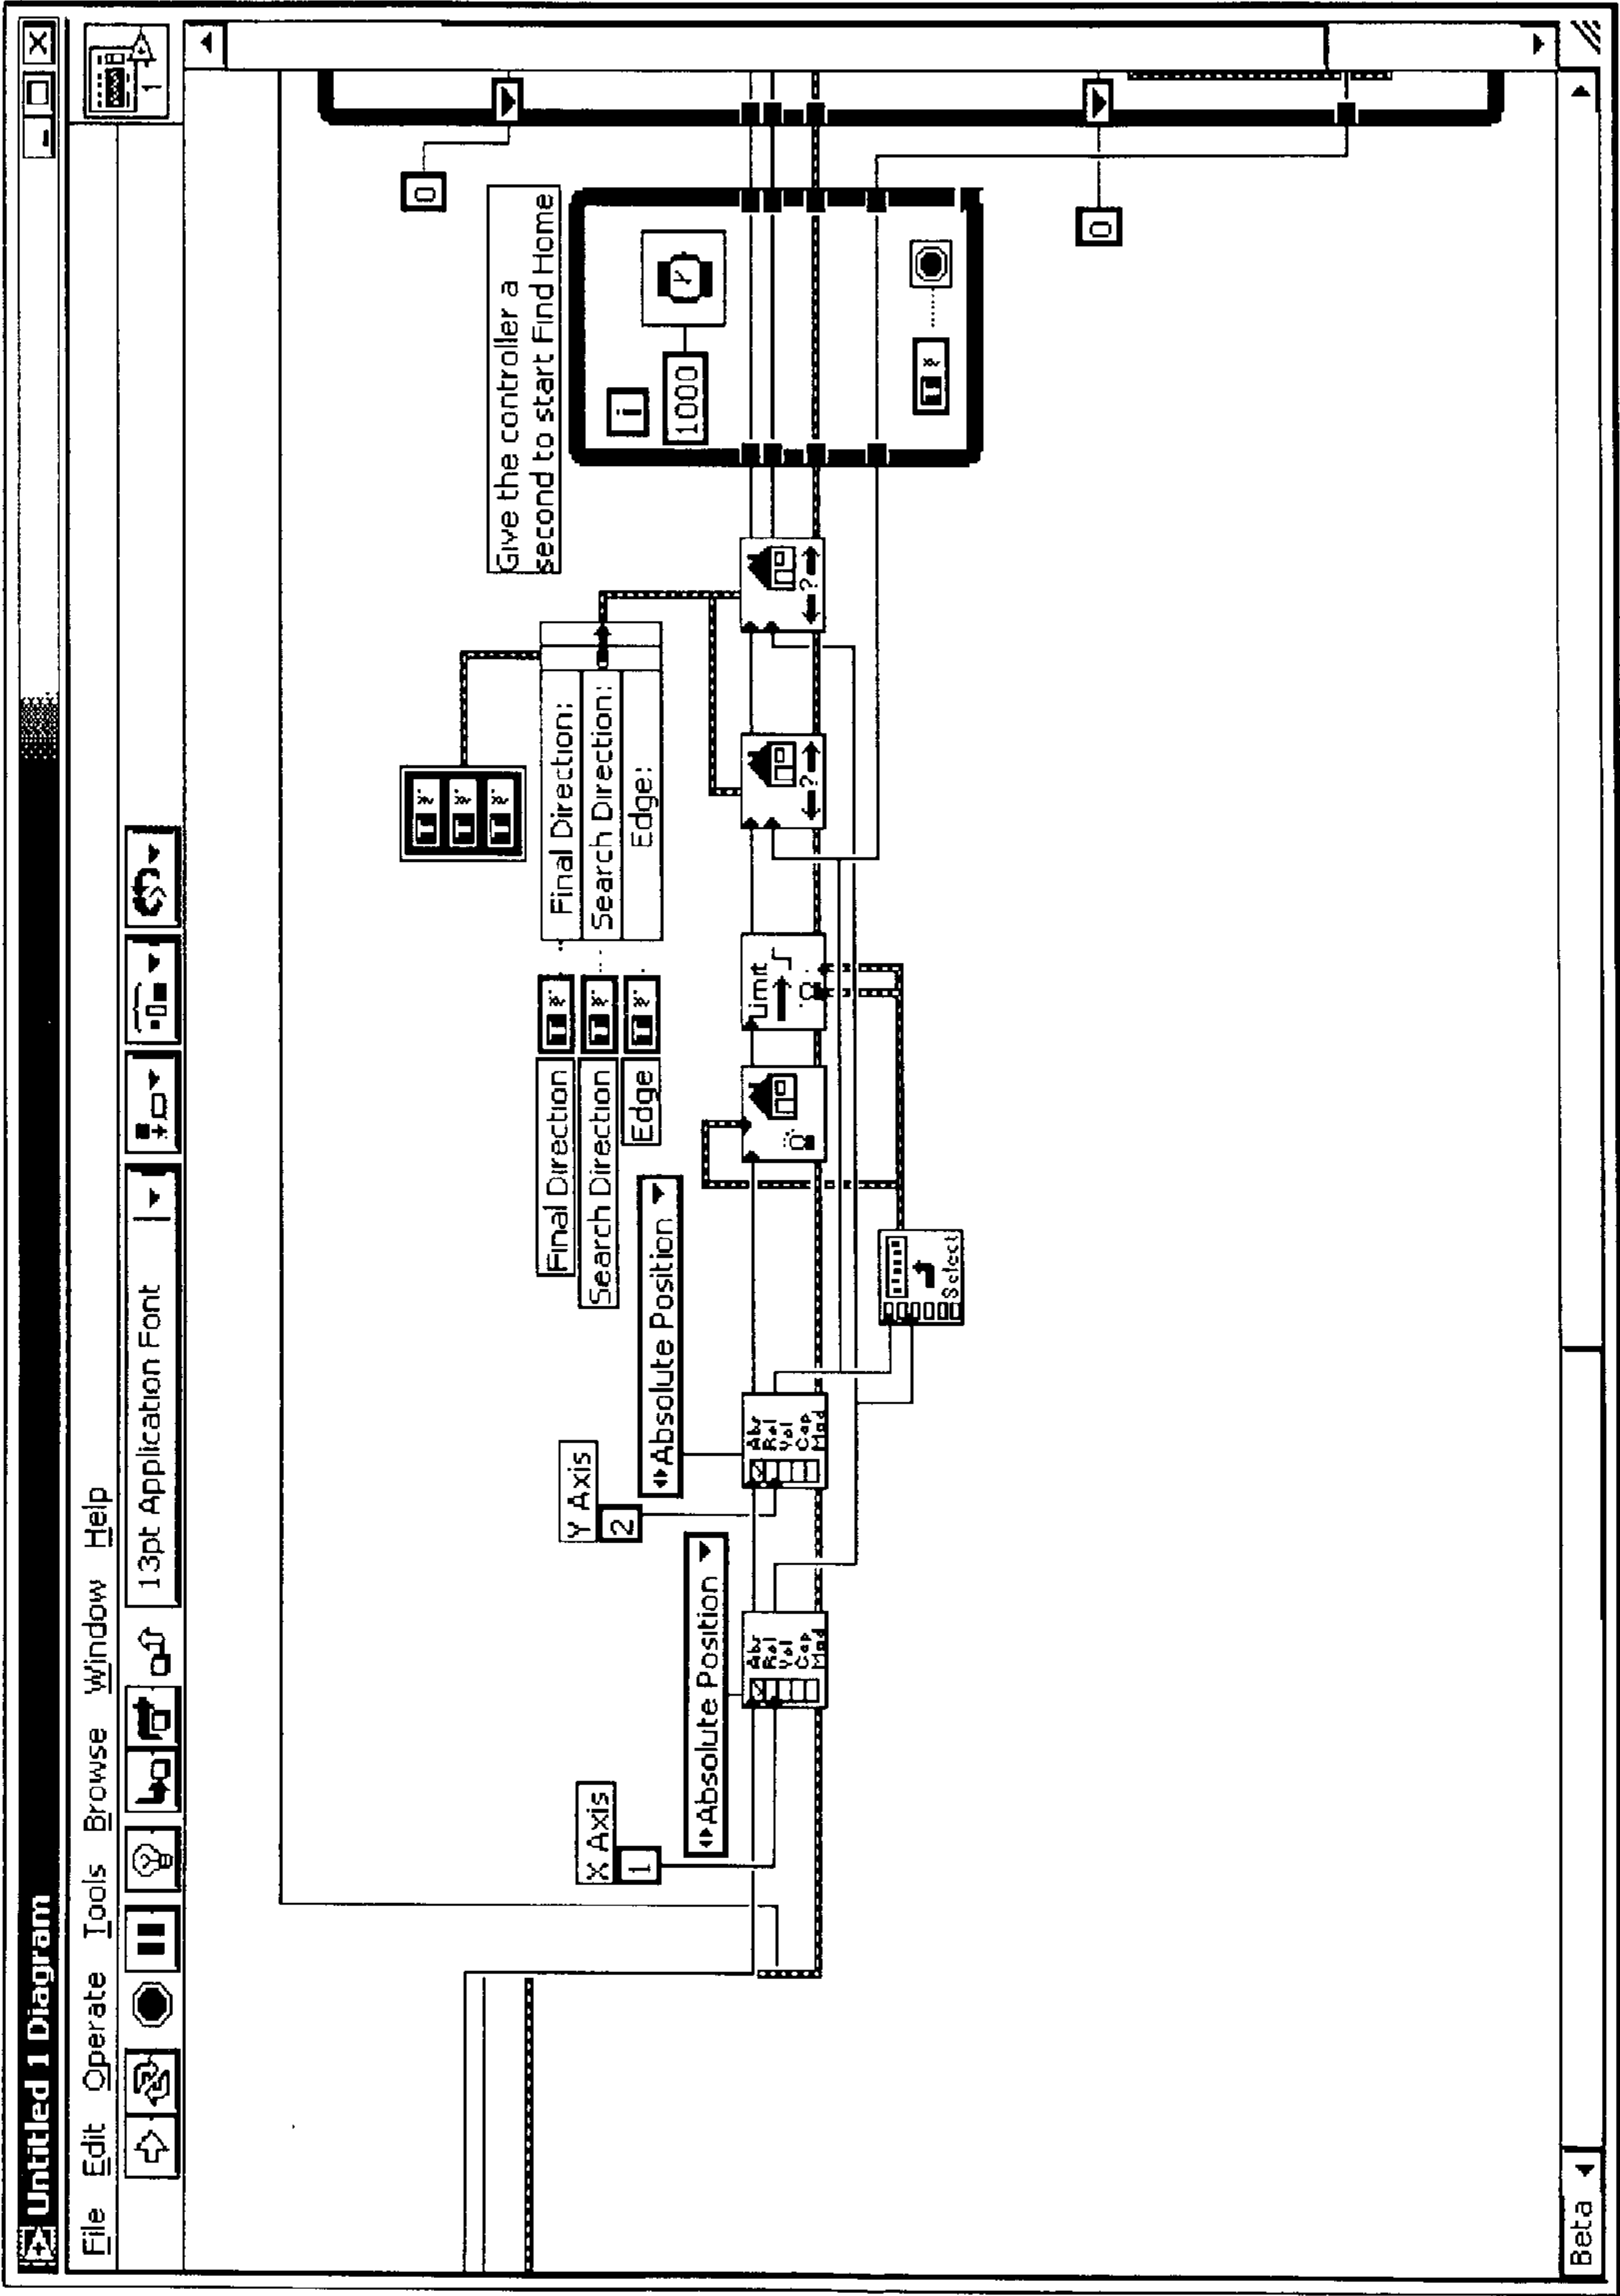 Untitled 1 Diagram
File Edit Operate Tools Browse Window Help
13pt Application Font
1
0
Give the controller a
second to start Find Home
i
1000
Final Direction:
Search Direction:
Edge:
Final Direction
Search Direction
Edge
Y Axis
2
Absolute Position
X Axis
1
Absolute Position
Abs
Rel
Vel
Cap
Mod
Abs
Rel
Vel
Cap
Mod
Limit
?
?
Select
0
Beta